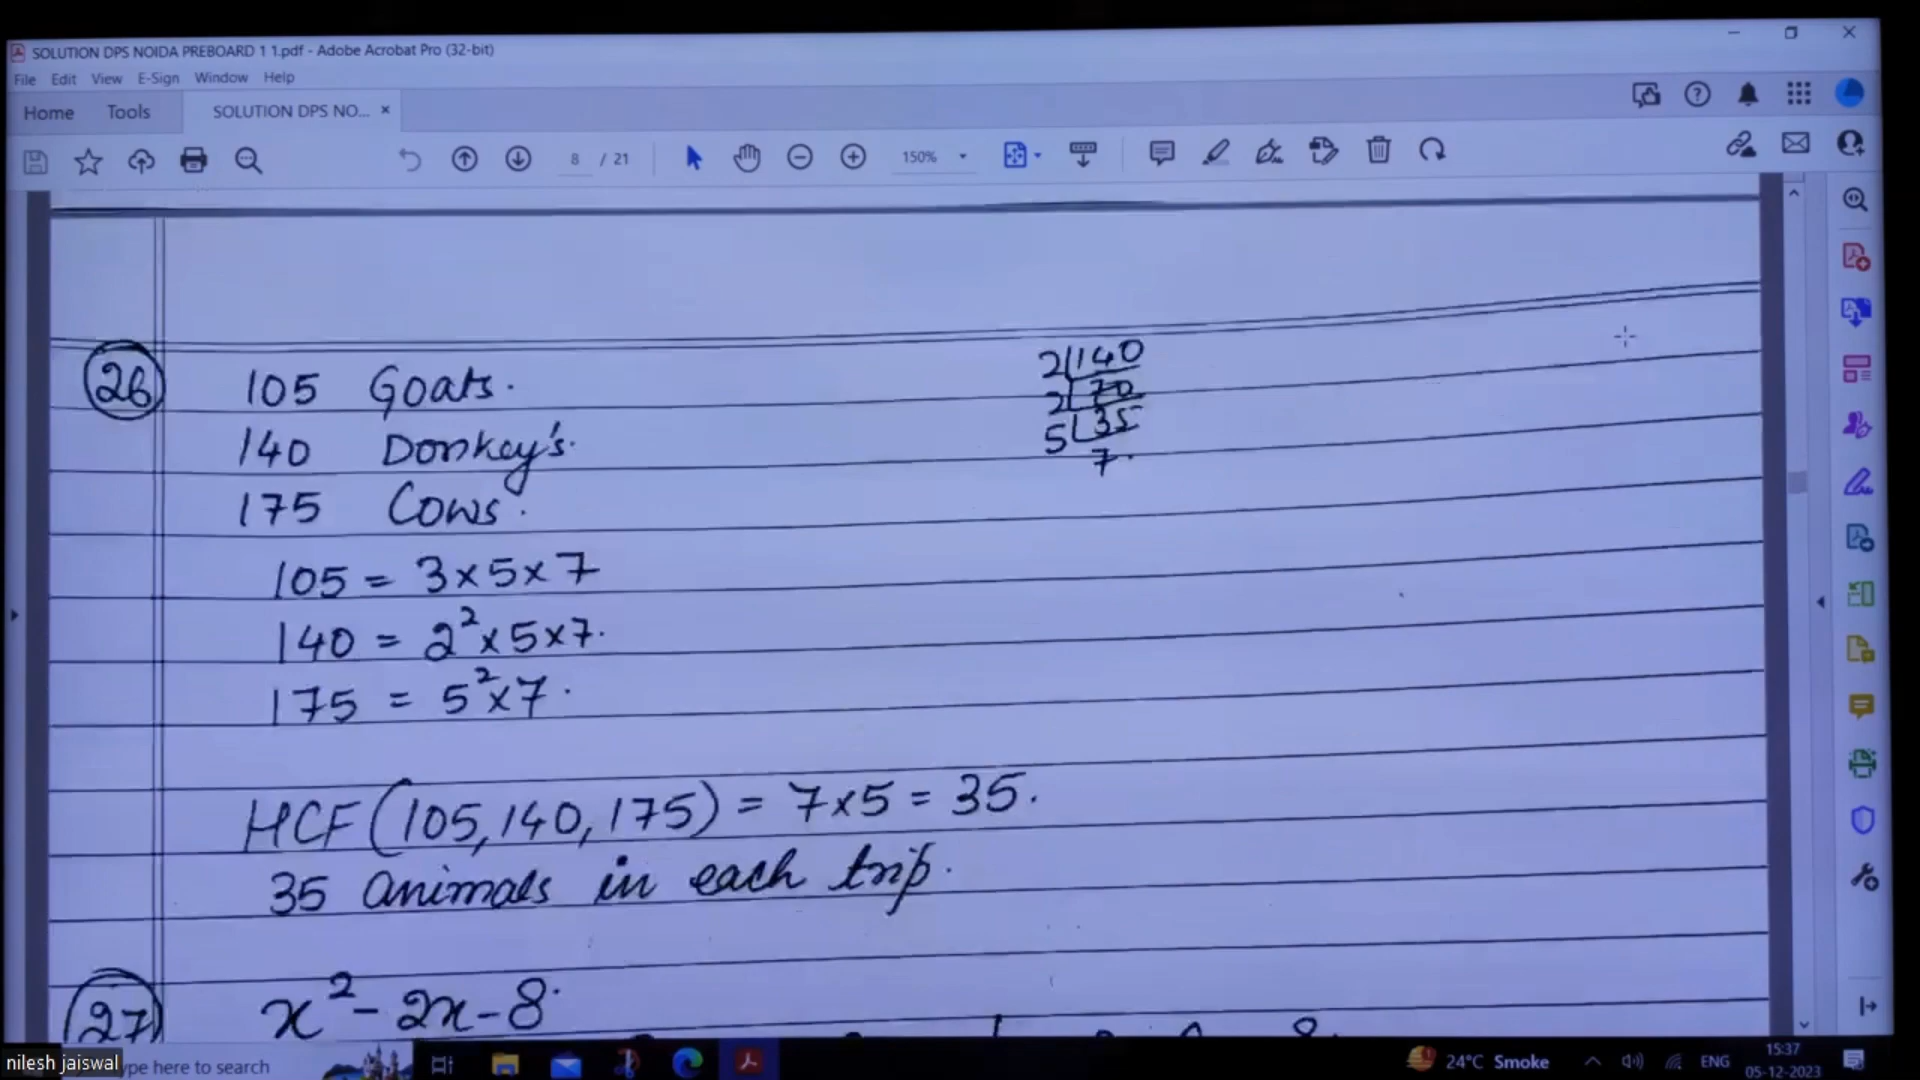 SOLUTION DPS NOIDA PREBOARD 1 1.pdf - Adobe Acrobat Pro (32-bit)
File Edit View E-Sign Window Help
Home Tools SOLUTION DPS NO... ×
8 / 21 150%
26 105 Goats.
140 Donkey's.
175 Cows.
2 140
2 70
5 35
7.
105 = 3×5×7
140 = 2²×5×7.
175 = 5²×7.
HCF (105, 140, 175) = 7×5 = 35.
35 animals in each trip.
27 x² - 2x - 8.
nilesh jaiswal
ype here to search
24°C Smoke
ENG
15:37
05-12-2023